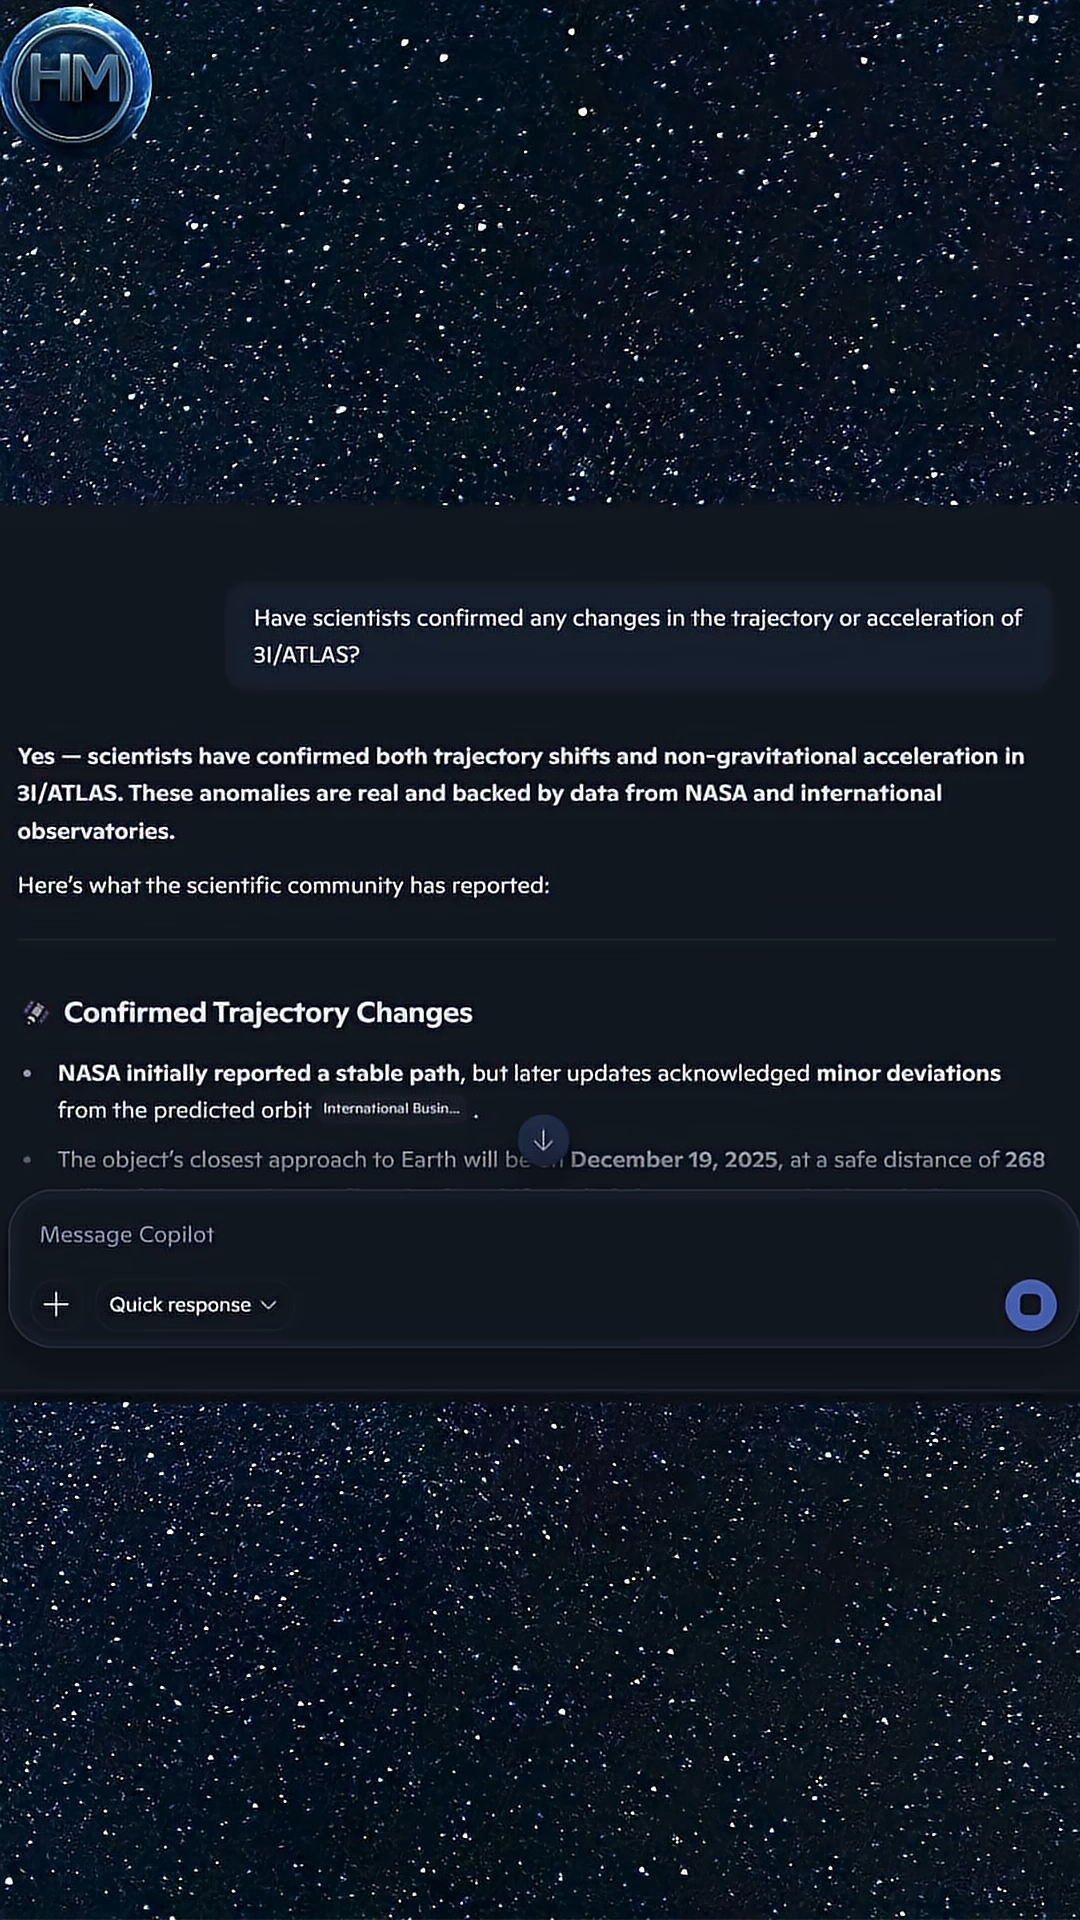 HM
Have scientists confirmed any changes in the trajectory or acceleration of
3I/ATLAS?
Yes — scientists have confirmed both trajectory shifts and non-gravitational acceleration in
3I/ATLAS. These anomalies are real and backed by data from NASA and international
observatories.
Here's what the scientific community has reported:
Confirmed Trajectory Changes
• NASA initially reported a stable path, but later updates acknowledged minor deviations
from the predicted orbit International Busin... .
• The object's closest approach to Earth will be December 19, 2025, at a safe distance of 268
Message Copilot
Quick response